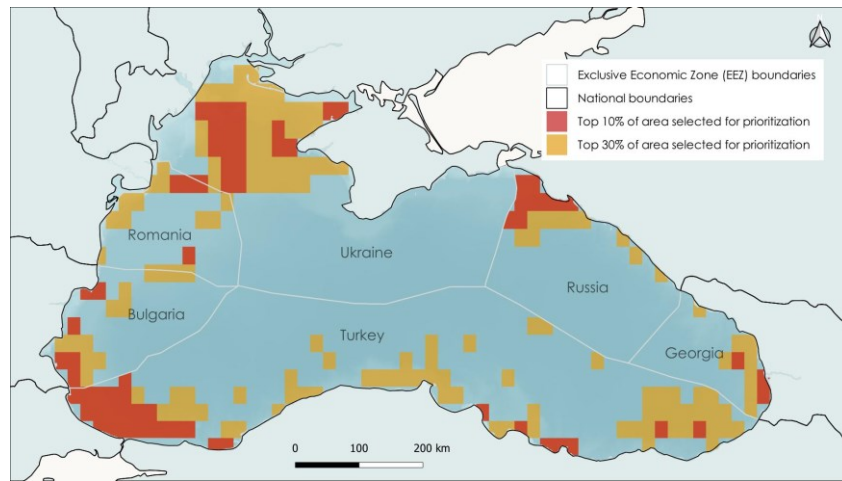 Exclusive Economic Zone (EEZ) boundaries
National boundaries
Top 10% of area selected for prioritization
Top 30% of area selected for prioritization
Romania
Ukraine
Russia
Bulgaria
Turkey
Georgia
0 100 200 km